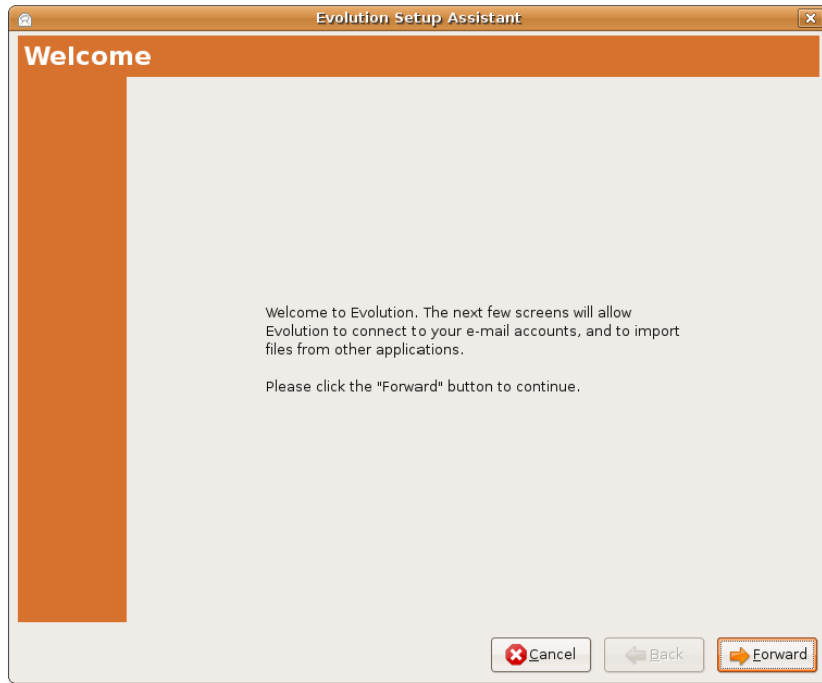 Evolution Setup Assistant
Welcome
Welcome to Evolution. The next few screens will allow
Evolution to connect to your e-mail accounts, and to import
files from other applications.
Please click the "Forward" button to continue.
Cancel Back Forward